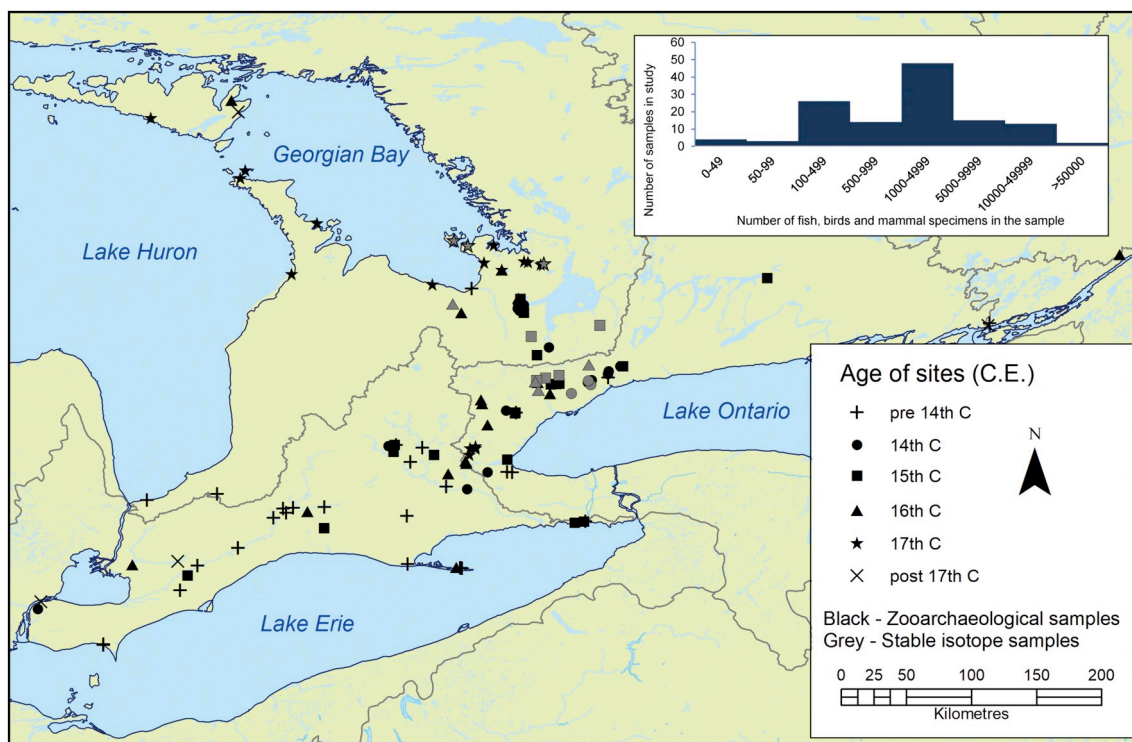 60
50
40
30
20
10
0
Number of samples in study
0-49
50-99
100-499
500-999
1000-4999
5000-9999
10000-49999
>50000
Number of fish, birds and mammal specimens in the sample
Georgian Bay
Lake Huron
Lake Ontario
Lake Erie
Age of sites (C.E.)
pre 14th C
14th C
15th C
16th C
17th C
post 17th C
N
Black - Zooarchaeological samples
Grey - Stable isotope samples
0 25 50 100 150 200
Kilometres